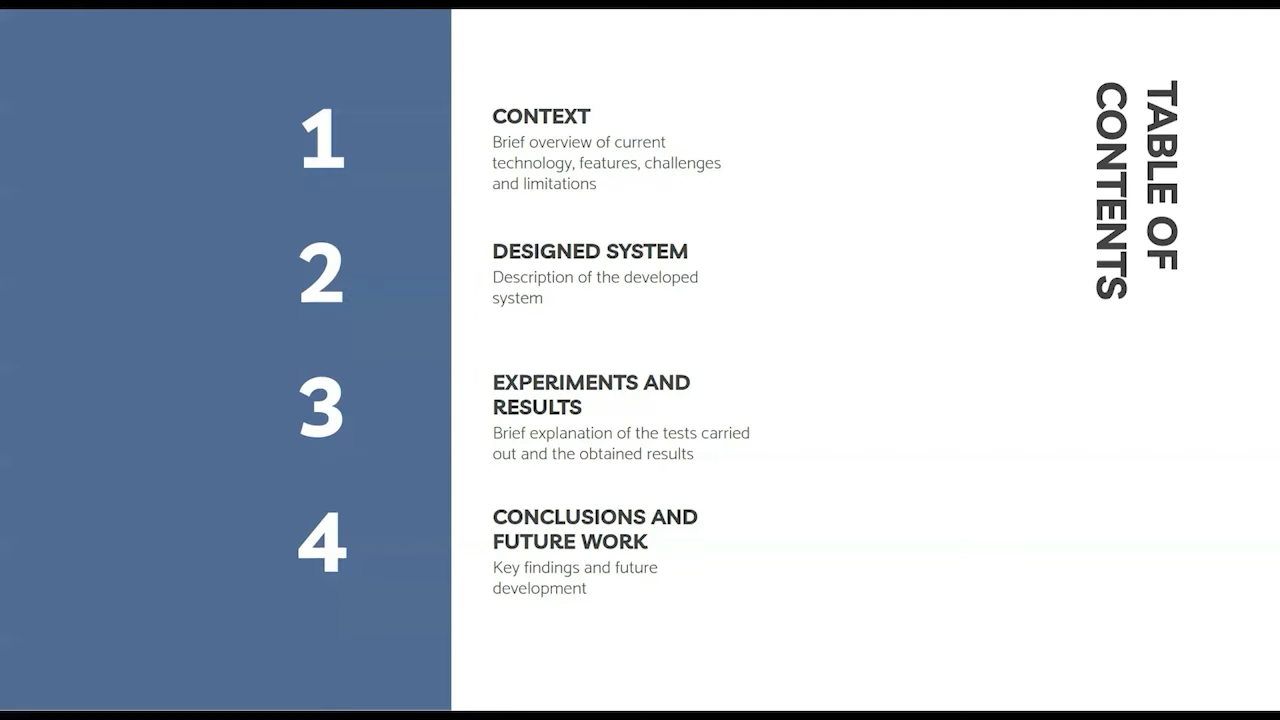 TABLE OF
CONTENTS
1
CONTEXT
Brief overview of current
technology, features, challenges
and limitations
2
DESIGNED SYSTEM
Description of the developed
system
3
EXPERIMENTS AND
RESULTS
Brief explanation of the tests carried
out and the obtained results
4
CONCLUSIONS AND
FUTURE WORK
Key findings and future
development